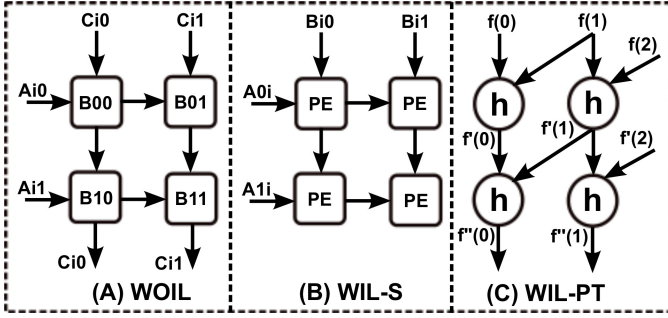 Ci0 Ci1
Ai0 B00 B01
Ai1 B10 B11
Ci0 Ci1
(A) WOIL
Bi0 Bi1
A0i PE PE
A1i PE PE
(B) WIL-S
f(0) f(1)
f(2)
h h
f'(0) f'(1) f'(2)
h h
f''(0) f''(1)
(C) WIL-PT